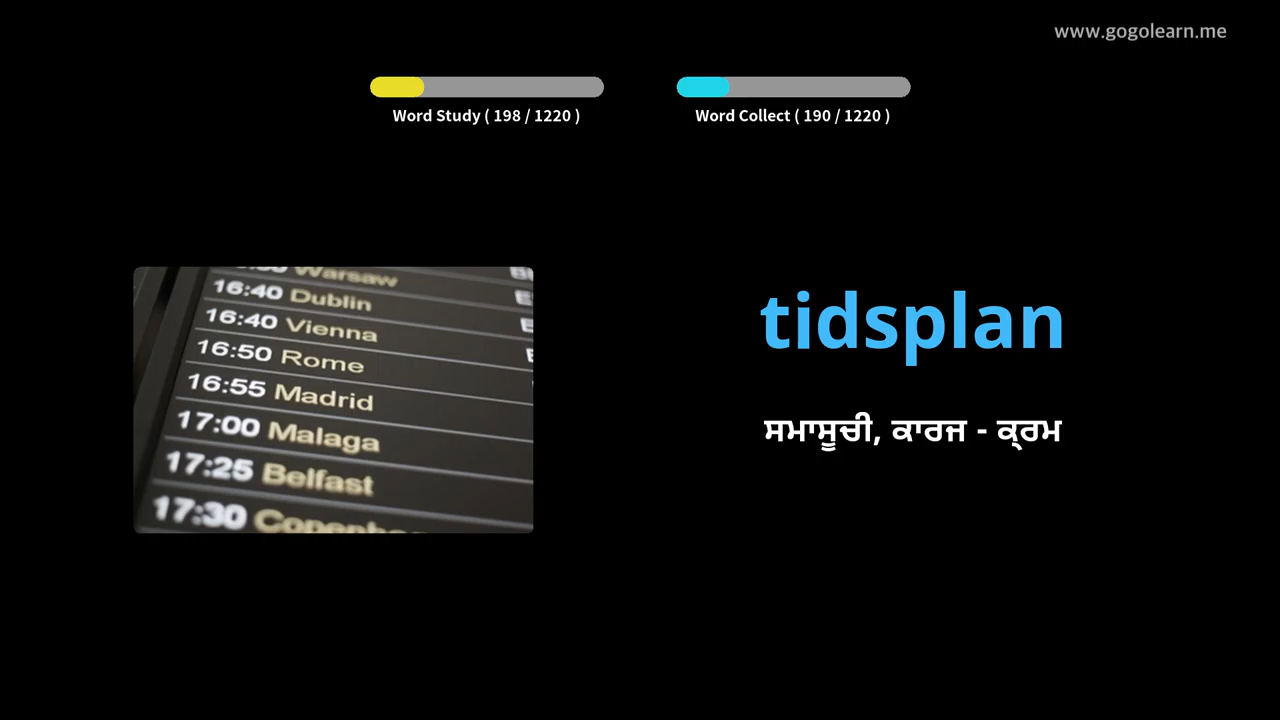 www.gogolearn.me
Word Study ( 198 / 1220 )
Word Collect ( 190 / 1220 )
Warsaw
16:40 Dublin
16:40 Vienna
16:50 Rome
16:55 Madrid
17:00 Malaga
17:25 Belfast
17:30
tidsplan
ਸਮਾਸੂਚੀ, ਕਾਰਜ - ਕ੍ਰਮ